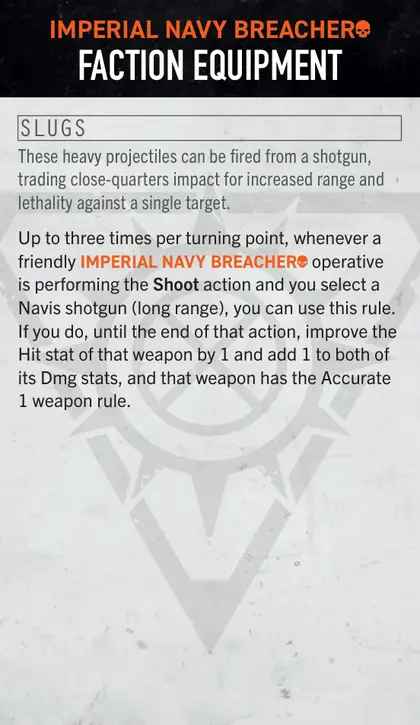 IMPERIAL NAVY BREACHER
FACTION EQUIPMENT
SLUGS
These heavy projectiles can be fired from a shotgun,
trading close-quarters impact for increased range and
lethality against a single target.
Up to three times per turning point, whenever a
friendly IMPERIAL NAVY BREACHER operative
is performing the Shoot action and you select a
Navis shotgun (long range), you can use this rule.
If you do, until the end of that action, improve the
Hit stat of that weapon by 1 and add 1 to both of
its Dmg stats, and that weapon has the Accurate
1 weapon rule.